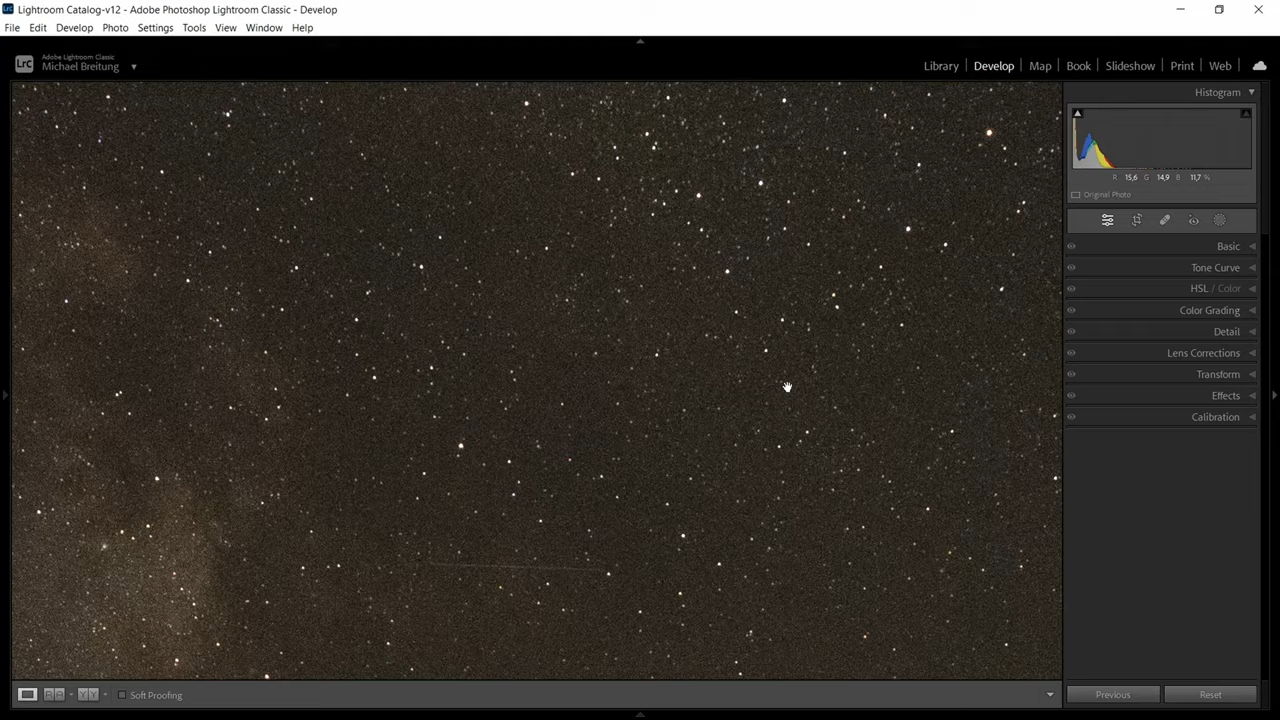 Lightroom Catalog-v12 - Adobe Photoshop Lightroom Classic - Develop
File Edit Develop Photo Settings Tools View Window Help
LrC
Adobe Lightroom Classic
Michael Breitung
Library | Develop | Map | Book | Slideshow | Print | Web
Histogram
R 15,6 G 14,9 B 11,7 %
Original Photo
Basic
Tone Curve
HSL / Color
Color Grading
Detail
Lens Corrections
Transform
Effects
Calibration
Soft Proofing
Previous
Reset